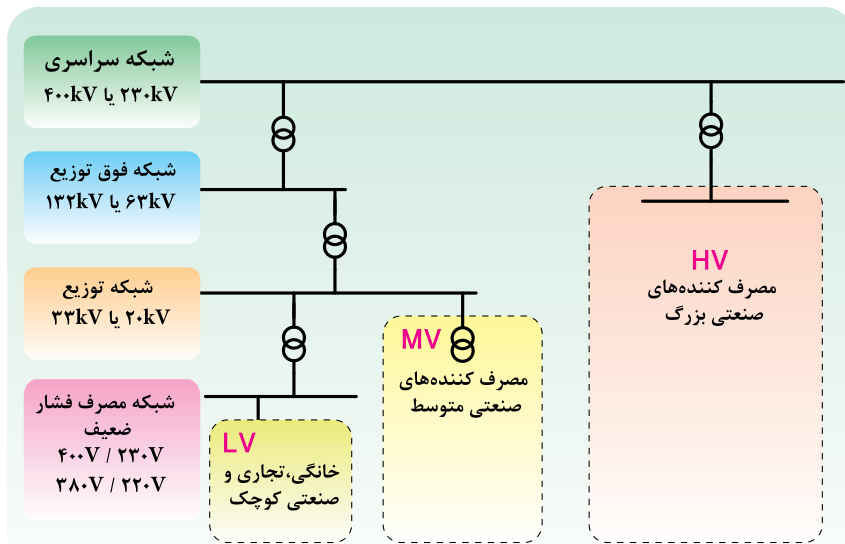 شبکه سراسری
۲۳۰kV یا ۴۰۰kV
شبکه فوق توزیع
۶۳kV یا ۱۳۲kV
شبکه توزیع
۲۰kV یا ۳۳kV
شبکه مصرف فشار
ضعیف
۴۰۰V / ۲۳۰V
۳۸۰V / ۲۲۰V
HV
مصرف کننده‌های
صنعتی بزرگ
MV
مصرف کننده‌های
صنعتی متوسط
LV
خانگی،تجاری و
صنعتی کوچک